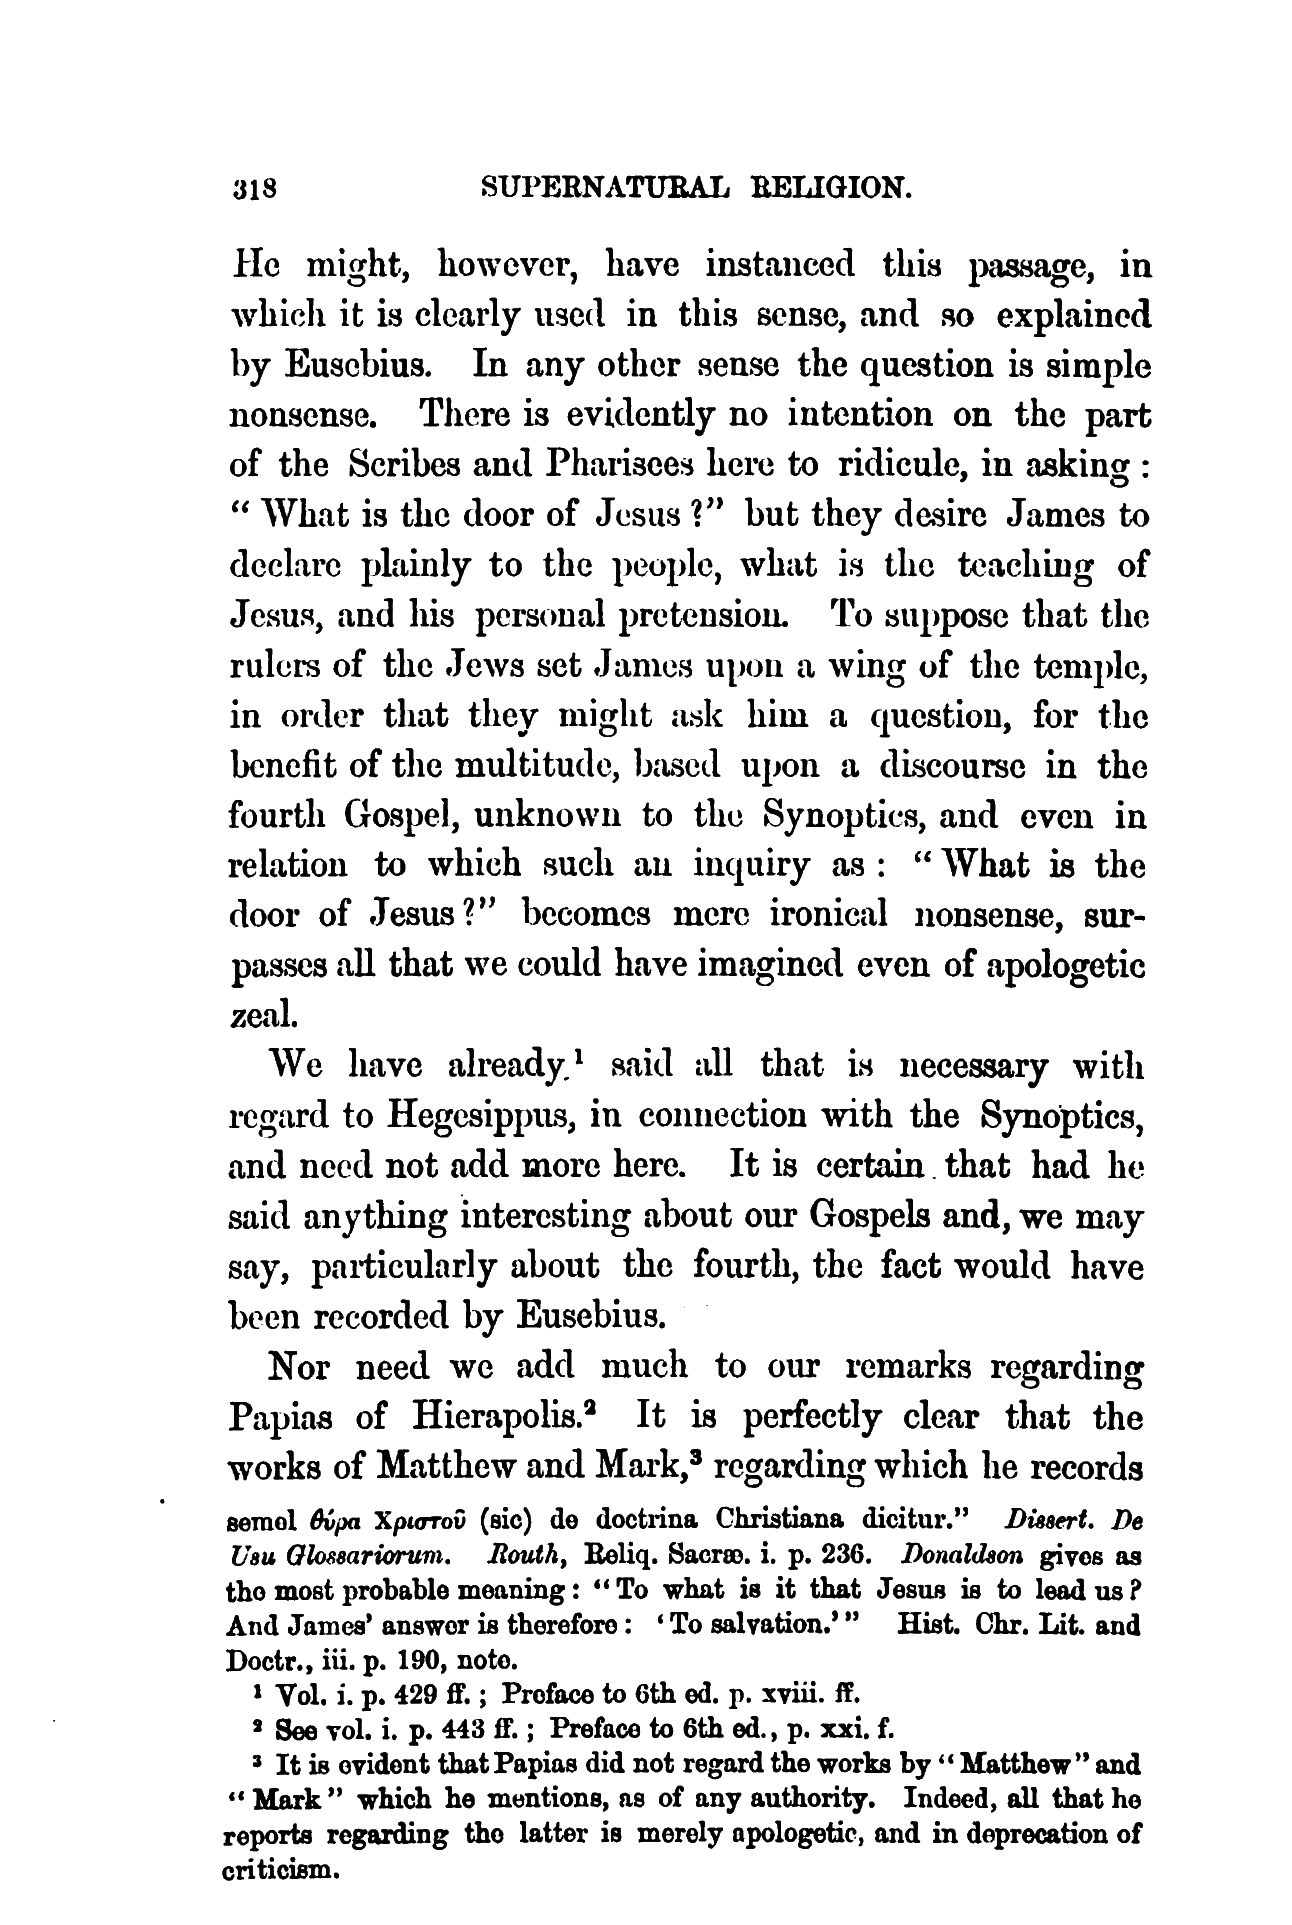 318 SUPERNATURAL RELIGION.
He might, however, have instanced this passage, in
which it is clearly used in this sense, and so explained
by Eusebius. In any other sense the question is simple
nonsense. There is evidently no intention on the part
of the Scribes and Pharisees here to ridicule, in asking :
“ What is the door of Jesus ?” but they desire James to
declare plainly to the people, what is the teaching of
Jesus, and his personal pretension. To suppose that the
rulers of the Jews set James upon a wing of the temple,
in order that they might ask him a question, for the
benefit of the multitude, based upon a discourse in the
fourth Gospel, unknown to the Synoptics, and even in
relation to which such an inquiry as : “ What is the
door of Jesus ?” becomes mere ironical nonsense, sur-
passes all that we could have imagined even of apologetic
zeal.
We have already ¹ said all that is necessary with
regard to Hegesippus, in connection with the Synoptics,
and need not add more here. It is certain that had he
said anything interesting about our Gospels and, we may
say, particularly about the fourth, the fact would have
been recorded by Eusebius.
Nor need we add much to our remarks regarding
Papias of Hierapolis.² It is perfectly clear that the
works of Matthew and Mark,³ regarding which he records
semel θύρα Χριστοῦ (sic) de doctrina Christiana dicitur.” Dissert. De
Usu Glossariorum. Routh, Reliq. Sacræ. i. p. 236. Donaldson gives as
the most probable meaning : “ To what is it that Jesus is to lead us ?
And James’ answer is therefore : ‘ To salvation.’ ” Hist. Chr. Lit. and
Doctr., iii. p. 190, note.
¹ Vol. i. p. 429 ff. ; Preface to 6th ed. p. xviii. ff.
² See vol. i. p. 443 ff. ; Preface to 6th ed., p. xxi. f.
³ It is evident that Papias did not regard the works by “ Matthew ” and
“ Mark ” which he mentions, as of any authority. Indeed, all that he
reports regarding the latter is merely apologetic, and in deprecation of
criticism.